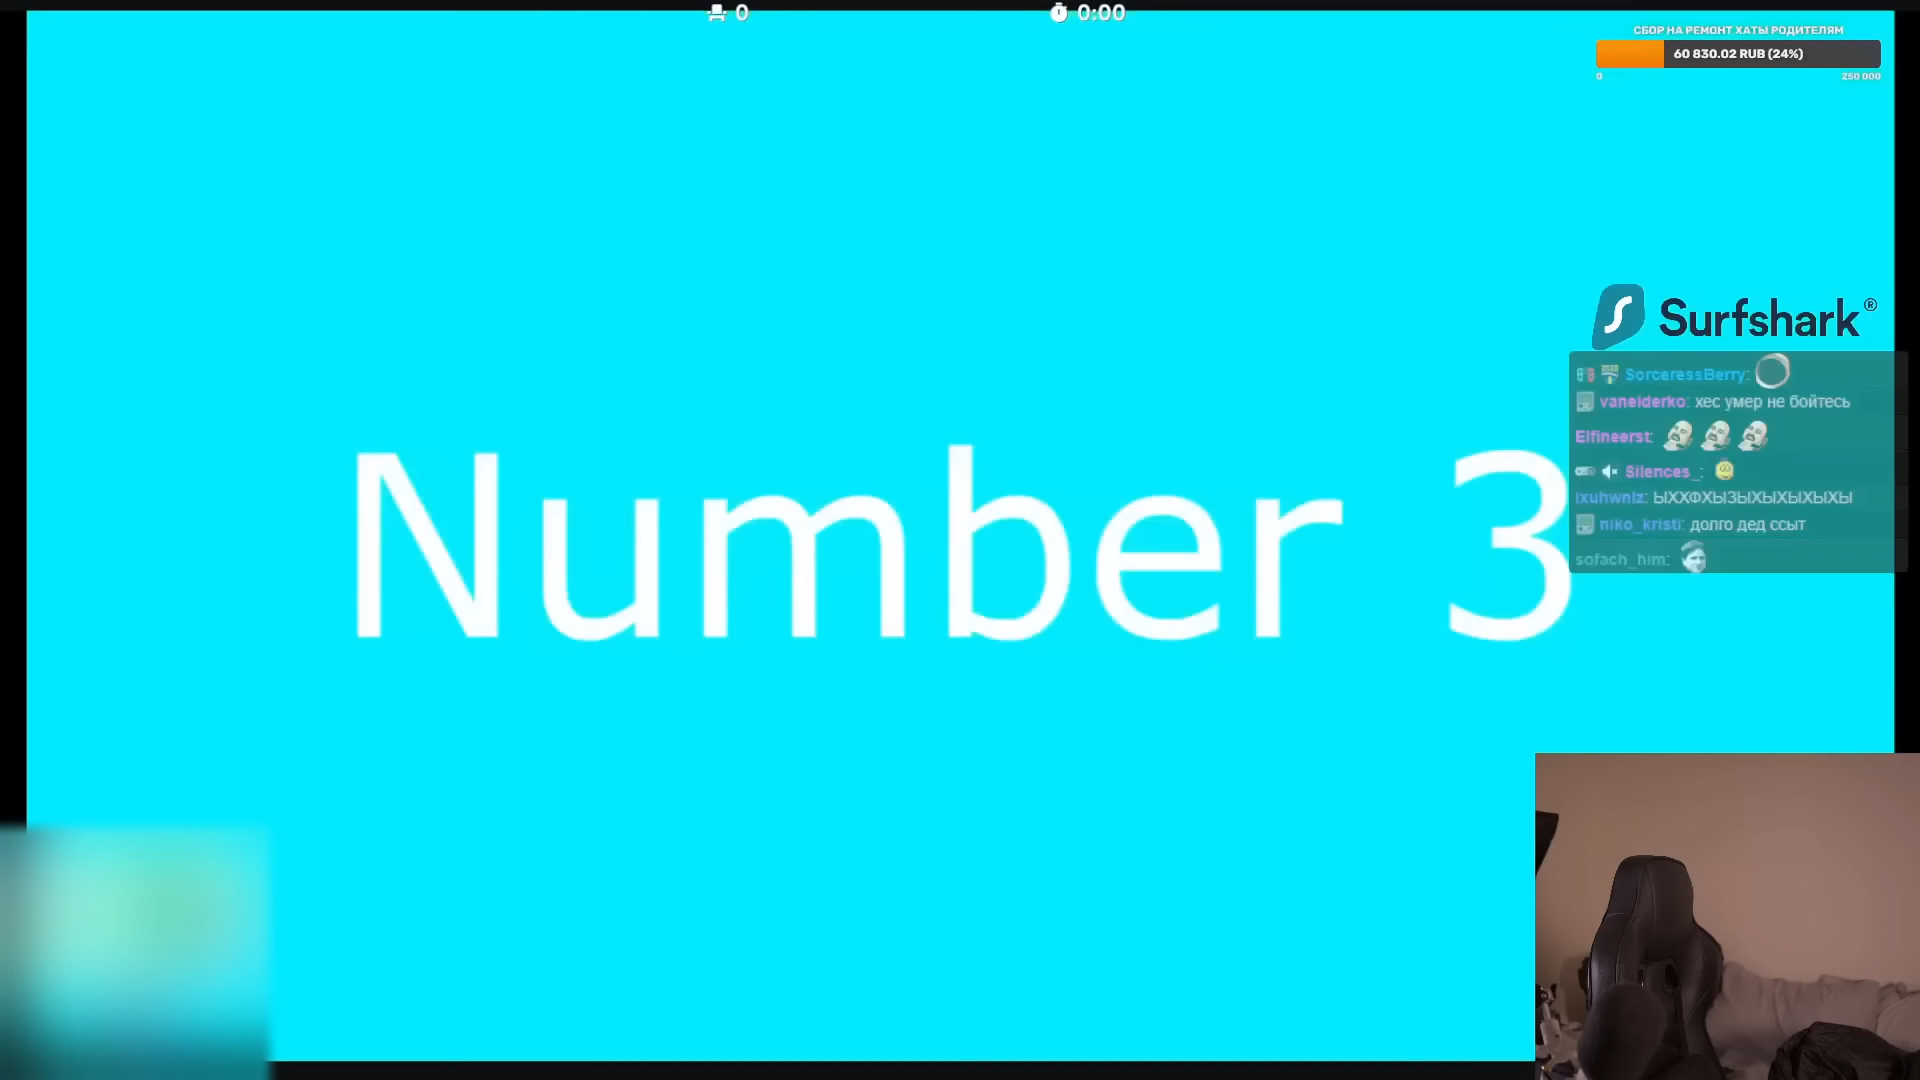 0
0:00
СБОР НА РЕМОНТ ХАТЫ РОДИТЕЛЯМ
60 830.02 RUB (24%)
0
250 000
Surfshark®
SorceressBerry:
vanelderko: хес умер не бойтесь
Elfineerst:
Silences_:
ixuhwniz: ЫХХФХЫЗЫХЫХЫХЫХЫ
niko_kristi: долго дед ссыт
sofach_him:
Number 3